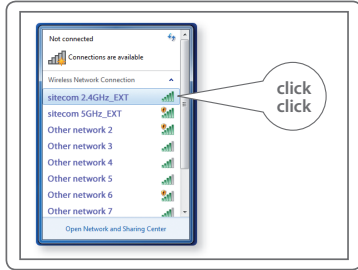 Not connected
Connections are available
Wireless Network Connection
sitecom 2.4GHz_EXT
click
click
sitecom 5GHz_EXT
Other network 2
Other network 3
Other network 4
Other network 5
Other network 6
Other network 7
Open Network and Sharing Center